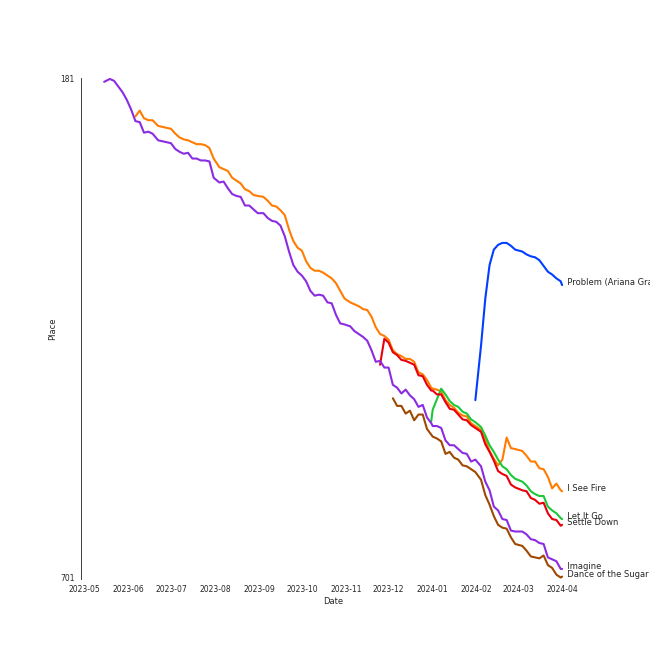 181
Place
Problem (Ariana Gra
I See Fire
Let It Go
Settle Down
Imagine
Dance of the Sugar
701
2023-05 2023-06 2023-07 2023-08 2023-09 2023-10 2023-11 2023-12 2024-01 2024-02 2024-03 2024-04
Date